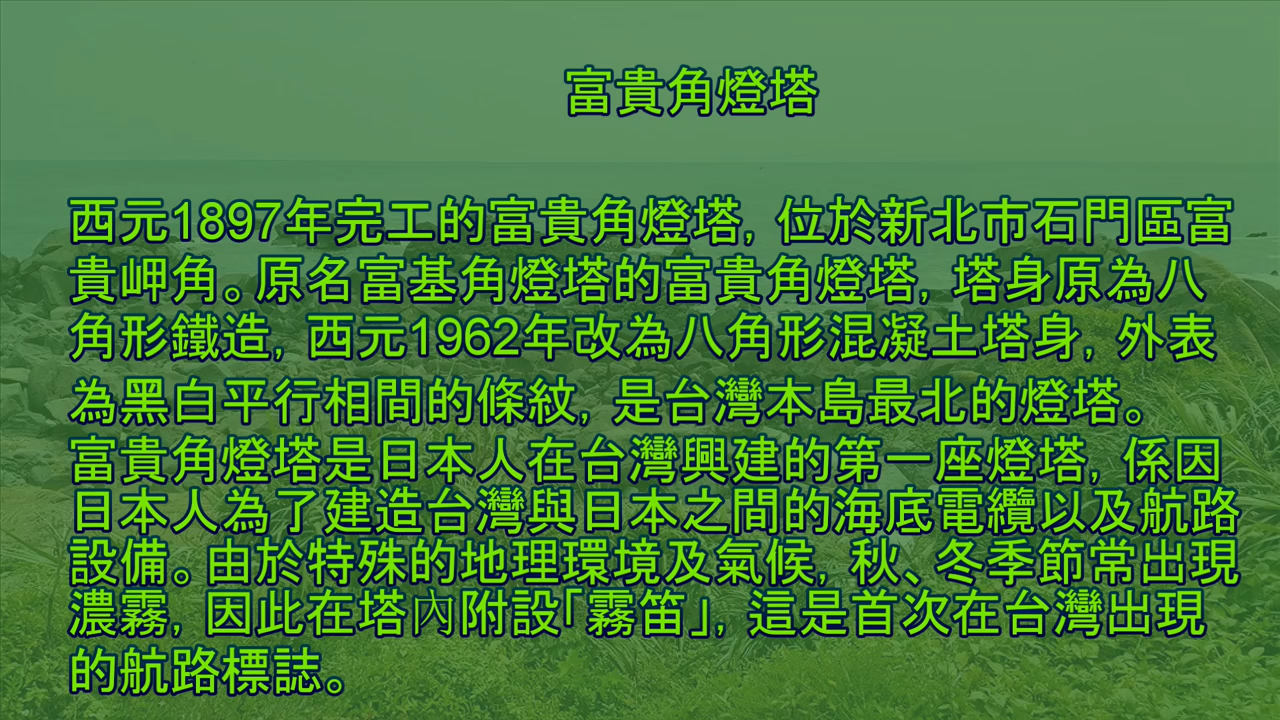 富貴角燈塔
西元1897年完工的富貴角燈塔，位於新北市石門區富
貴岬角。原名富基角燈塔的富貴角燈塔，塔身原為八
角形鐵造，西元1962年改為八角形混凝土塔身，外表
為黑白平行相間的條紋，是台灣本島最北的燈塔。
富貴角燈塔是日本人在台灣興建的第一座燈塔，係因
日本人為了建造台灣與日本之間的海底電纜以及航路
設備。由於特殊的地理環境及氣候，秋、冬季節常出現
濃霧，因此在塔內附設「霧笛」，這是首次在台灣出現
的航路標誌。